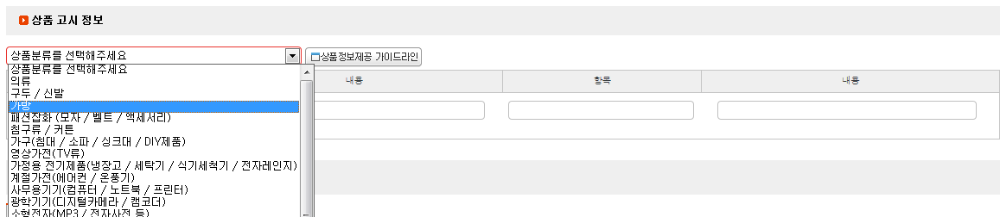 상품 고시 정보
상품분류를 선택해주세요
상품정보제공 가이드라인
내용 항목 내용
상품분류를 선택해주세요
의류
구두 / 신발
가방
패션잡화 (모자 / 벨트 / 액세서리)
침구류 / 커튼
가구(침대 / 소파 / 싱크대 / DIY제품)
영상가전(TV류)
가정용 전기제품(냉장고 / 세탁기 / 식기세척기 / 전자레인지)
계절가전(에어컨 / 온풍기)
사무용기기(컴퓨터 / 노트북 / 프린터)
광학기기(디지털카메라 / 캠코더)
소형전자(MP3 / 전자사전 등)